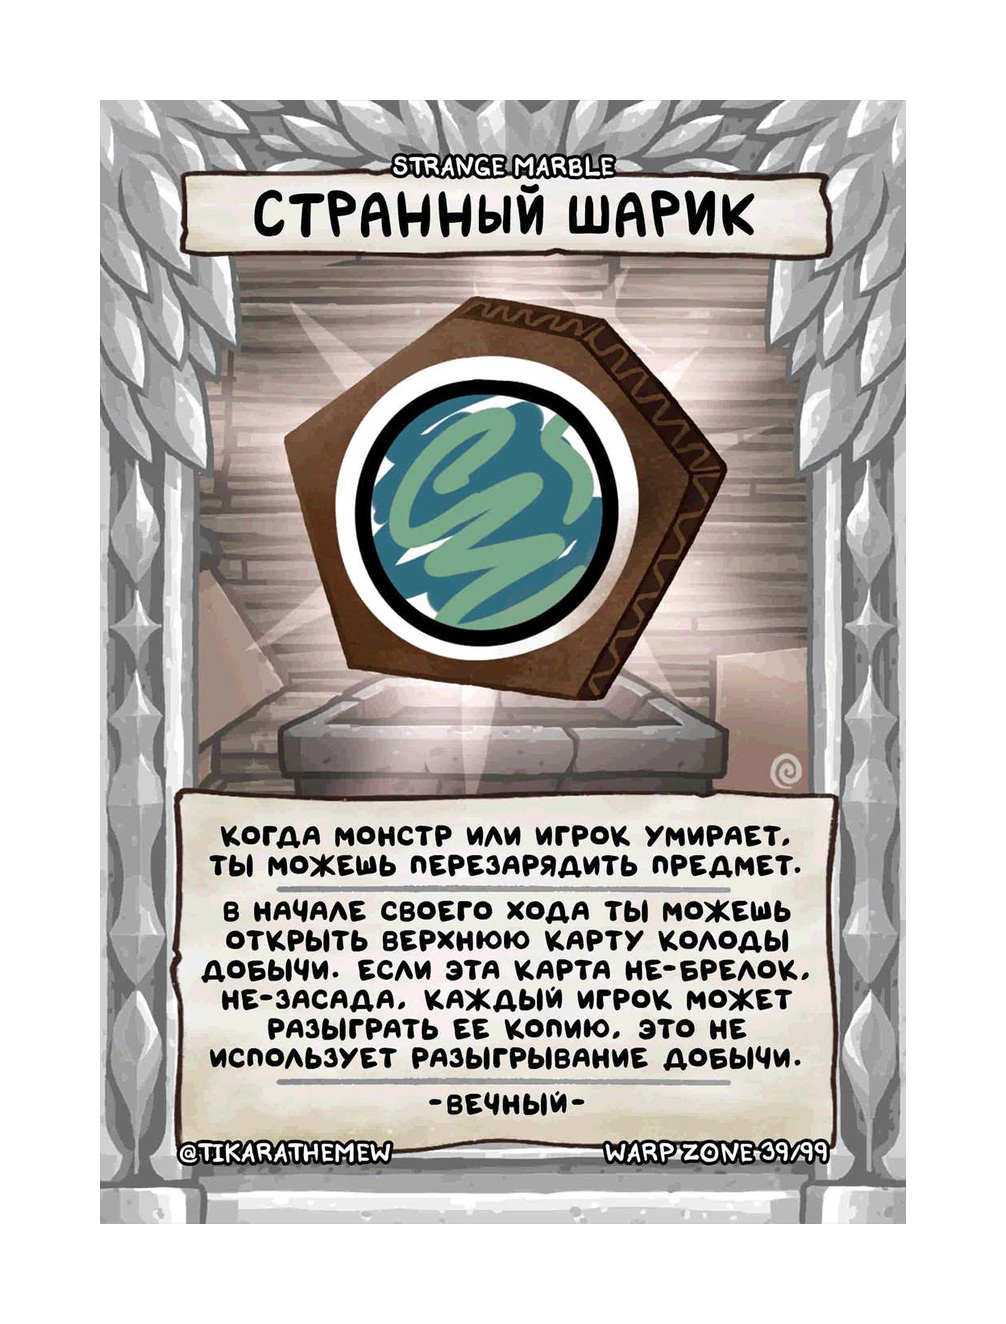 STRANGE MARBLE
СТРАННЫЙ ШАРИК
КОГДА МОНСТР ИЛИ ИГРОК УМИРАЕТ,
ТЫ МОЖЕШЬ ПЕРЕЗАРЯДИТЬ ПРЕДМЕТ.
В НАЧАЛЕ СВОЕГО ХОДА ТЫ МОЖЕШЬ
ОТКРЫТЬ ВЕРХНЮЮ КАРТУ КОЛОДЫ
ДОБЫЧИ. ЕСЛИ ЭТА КАРТА НЕ-БРЕЛОК,
НЕ-ЗАСАДА, КАЖДЫЙ ИГРОК МОЖЕТ
РАЗЫГРАТЬ ЕЕ КОПИЮ. ЭТО НЕ
ИСПОЛЬЗУЕТ РАЗЫГРЫВАНИЕ ДОБЫЧИ.
-ВЕЧНЫЙ-
@TIKARATHEMEW
WARP ZONE 39/99